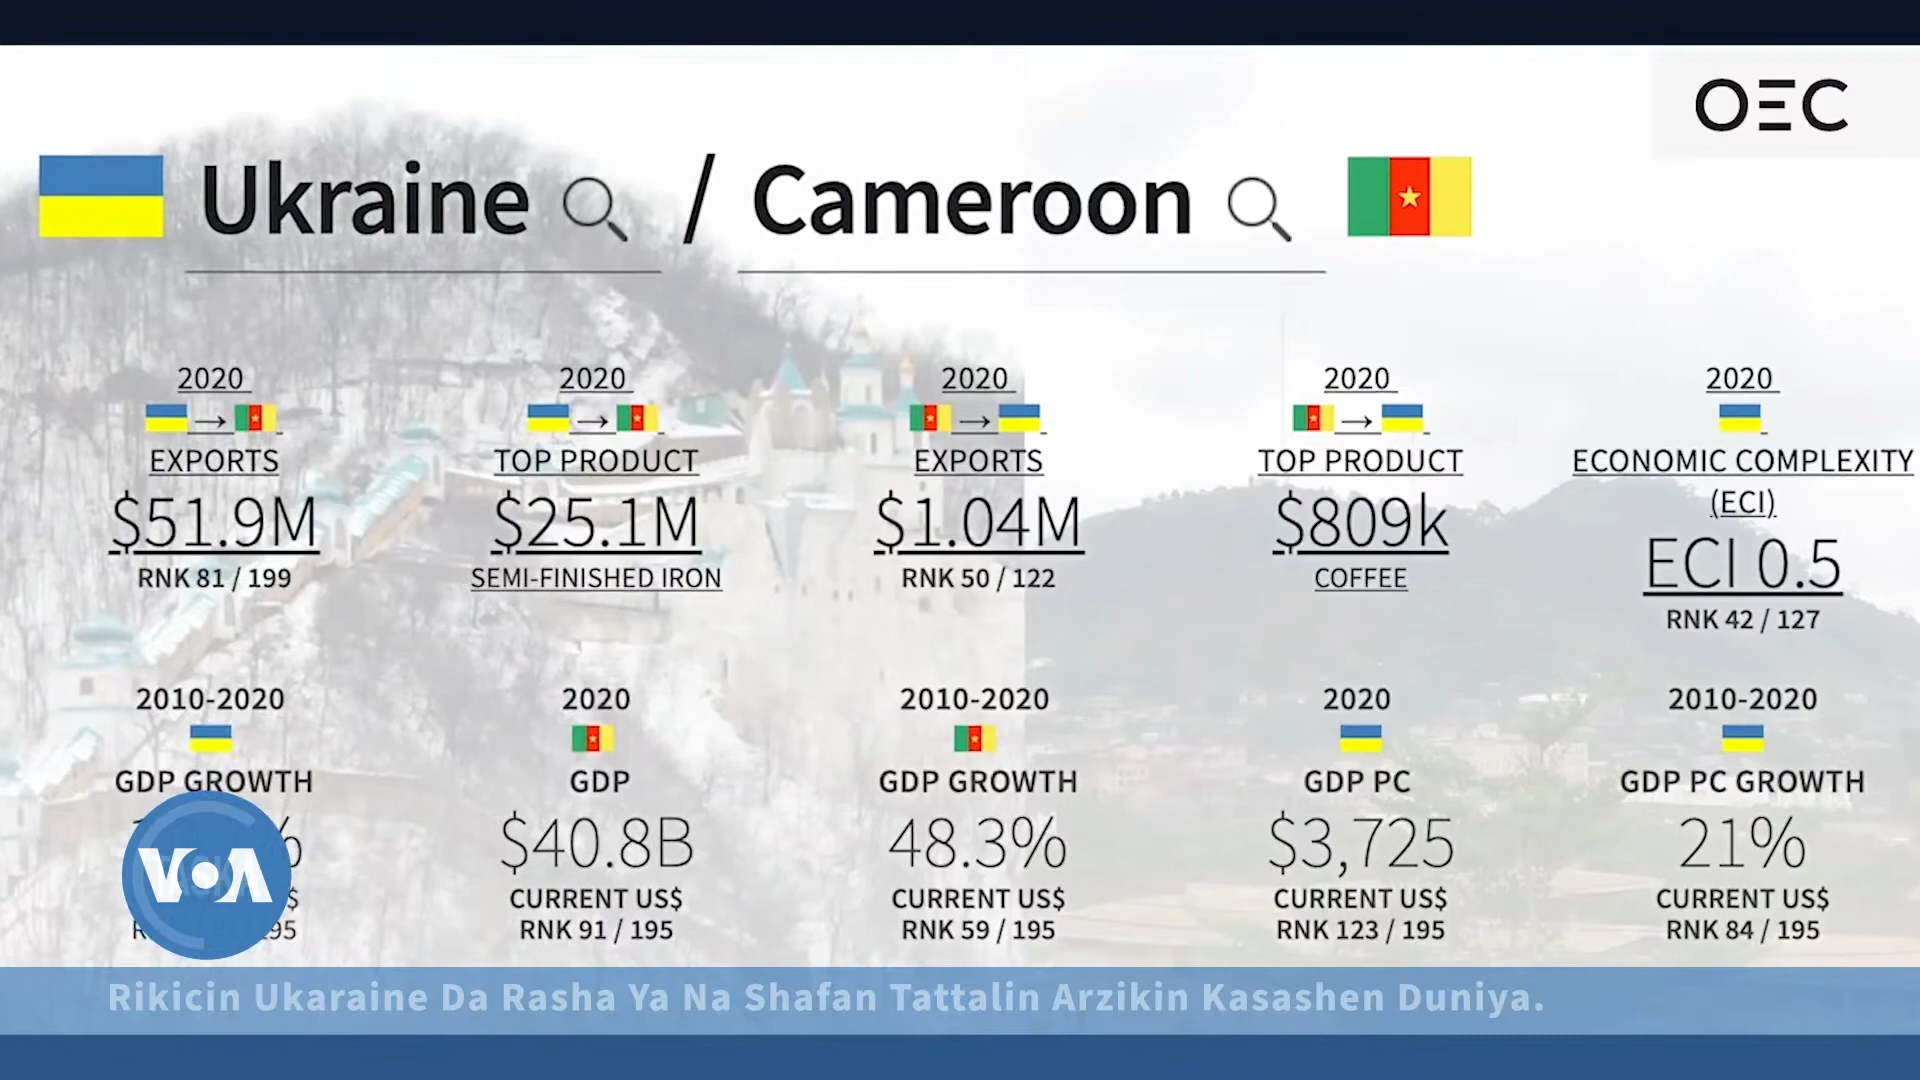 OEC
Ukraine / Cameroon
2020 2020 2020 2020 2020
→ → → →
EXPORTS TOP PRODUCT EXPORTS TOP PRODUCT ECONOMIC COMPLEXITY
(ECI)
$51.9M $25.1M $1.04M $809k ECI 0.5
RNK 81 / 199 SEMI-FINISHED IRON RNK 50 / 122 COFFEE RNK 42 / 127
2010-2020 2020 2010-2020 2020 2010-2020
GDP GROWTH GDP GDP GROWTH GDP PC GDP PC GROWTH
$40.8B 48.3% $3,725 21%
CURRENT US$ CURRENT US$ CURRENT US$ CURRENT US$
RNK 91 / 195 RNK 59 / 195 RNK 123 / 195 RNK 84 / 195
VOA
Rikicin Ukaraine Da Rasha Ya Na Shafan Tattalin Arzikin Kasashen Duniya.